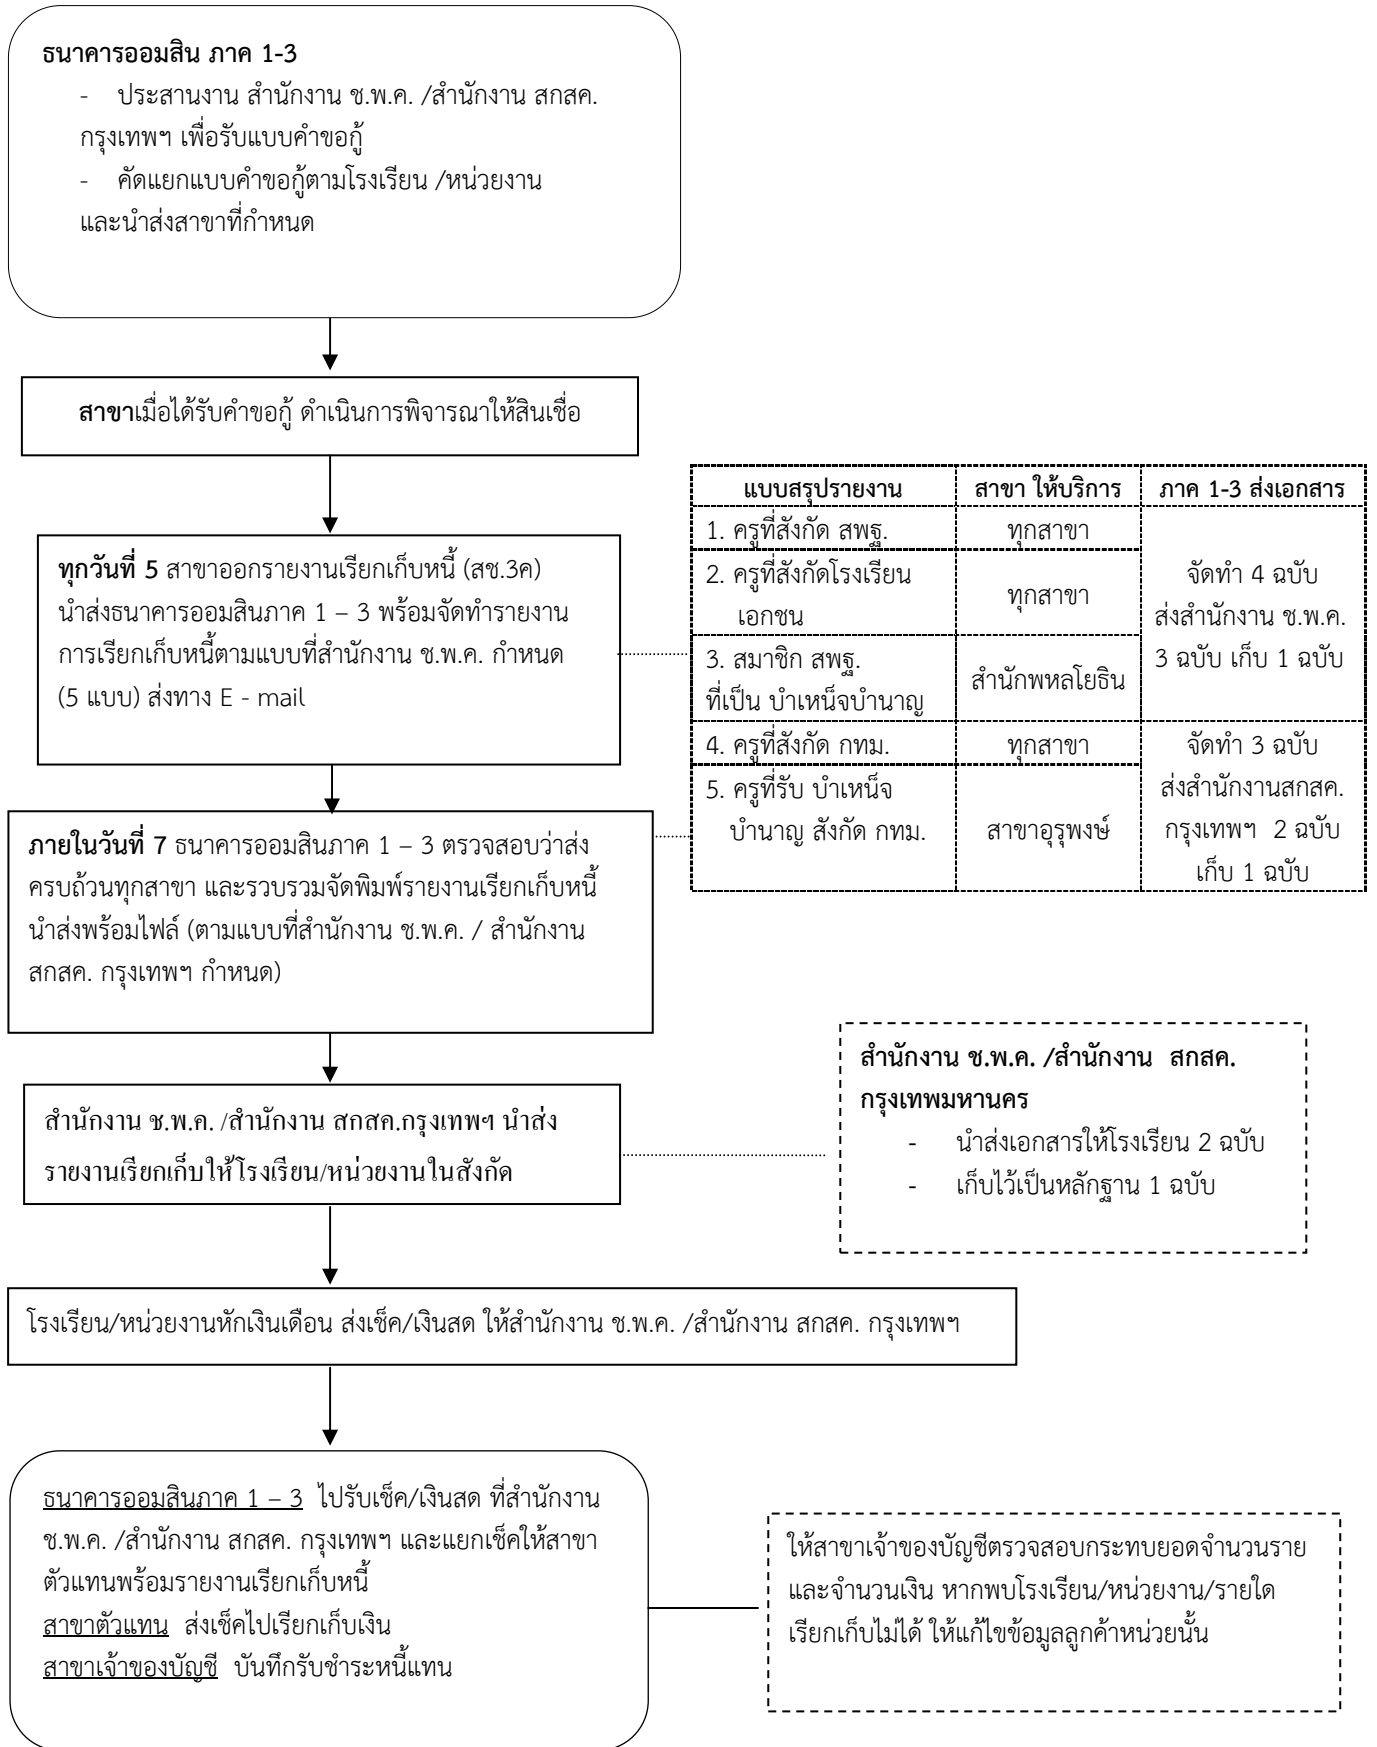 ธนาคารออมสิน ภาค 1-3
- ประสานงาน สำนักงาน ช.พ.ค. /สำนักงาน สกสค.
กรุงเทพฯ เพื่อรับแบบคำขอกู้
- คัดแยกแบบคำขอกู้ตามโรงเรียน /หน่วยงาน
และนำส่งสาขาที่กำหนด
สาขาเมื่อได้รับคำขอกู้ ดำเนินการพิจารณาให้สินเชื่อ
ทุกวันที่ 5 สาขาออกรายงานเรียกเก็บหนี้ (สช.3ค)
นำส่งธนาคารออมสินภาค 1 – 3 พร้อมจัดทำรายงาน
การเรียกเก็บหนี้ตามแบบที่สำนักงาน ช.พ.ค. กำหนด
(5 แบบ) ส่งทาง E - mail
แบบสรุปรายงาน สาขา ให้บริการ ภาค 1-3 ส่งเอกสาร
1. ครูที่สังกัด สพฐ. ทุกสาขา
2. ครูที่สังกัดโรงเรียน
เอกชน
ทุกสาขา
3. สมาชิก สพฐ.
ที่เป็น บำเหน็จบำนาญ
สำนักพหลโยธิน
จัดทำ 4 ฉบับ
ส่งสำนักงาน ช.พ.ค.
3 ฉบับ เก็บ 1 ฉบับ
4. ครูที่สังกัด กทม. ทุกสาขา
5. ครูที่รับ บำเหน็จ
บำนาญ สังกัด กทม.
สาขาอุรุพงษ์
จัดทำ 3 ฉบับ
ส่งสำนักงานสกสค.
กรุงเทพฯ 2 ฉบับ
เก็บ 1 ฉบับ
ภายในวันที่ 7 ธนาคารออมสินภาค 1 – 3 ตรวจสอบว่าส่ง
ครบถ้วนทุกสาขา และรวบรวมจัดพิมพ์รายงานเรียกเก็บหนี้
นำส่งพร้อมไฟล์ (ตามแบบที่สำนักงาน ช.พ.ค. / สำนักงาน
สกสค. กรุงเทพฯ กำหนด)
สำนักงาน ช.พ.ค. /สำนักงาน สกสค.กรุงเทพฯ นำส่ง
รายงานเรียกเก็บให้โรงเรียน/หน่วยงานในสังกัด
สำนักงาน ช.พ.ค. /สำนักงาน สกสค.
กรุงเทพมหานคร
- นำส่งเอกสารให้โรงเรียน 2 ฉบับ
- เก็บไว้เป็นหลักฐาน 1 ฉบับ
โรงเรียน/หน่วยงานหักเงินเดือน ส่งเช็ค/เงินสด ให้สำนักงาน ช.พ.ค. /สำนักงาน สกสค. กรุงเทพฯ
ธนาคารออมสินภาค 1 – 3 ไปรับเช็ค/เงินสด ที่สำนักงาน
ช.พ.ค. /สำนักงาน สกสค. กรุงเทพฯ และแยกเช็คให้สาขา
ตัวแทนพร้อมรายงานเรียกเก็บหนี้
สาขาตัวแทน ส่งเช็คไปเรียกเก็บเงิน
สาขาเจ้าของบัญชี บันทึกรับชำระหนี้แทน
ให้สาขาเจ้าของบัญชีตรวจสอบกระทบยอดจำนวนราย
และจำนวนเงิน หากพบโรงเรียน/หน่วยงาน/รายใด
เรียกเก็บไม่ได้ ให้แก้ไขข้อมูลลูกค้าหน่วยนั้น